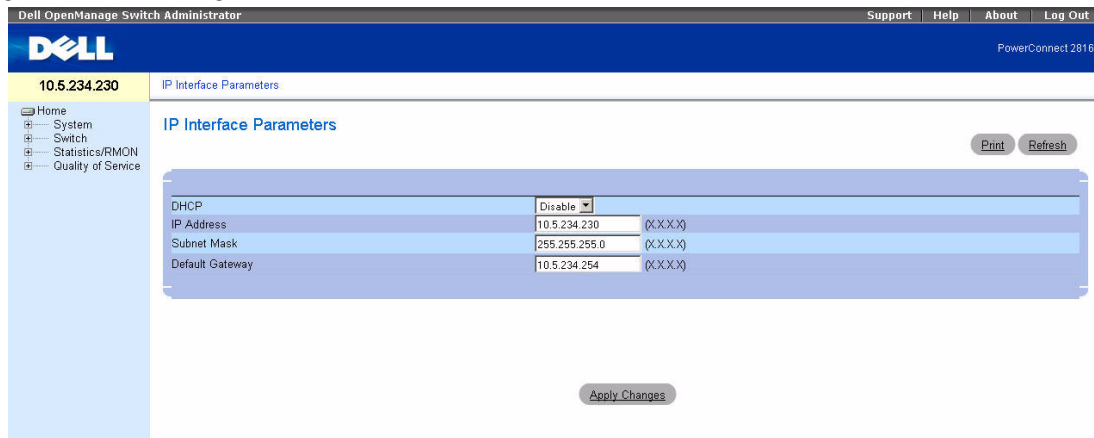 Dell OpenManage Switch Administrator Support Help About Log Out
DELL
PowerConnect 2816
10.5.234.230 IP Interface Parameters
Home
System
Switch
Statistics/RMON
Quality of Service
IP Interface Parameters
Print Refresh
DHCP Disable
IP Address 10.5.234.230 (X.X.X.X)
Subnet Mask 255.255.255.0 (X.X.X.X)
Default Gateway 10.5.234.254 (X.X.X.X)
Apply Changes